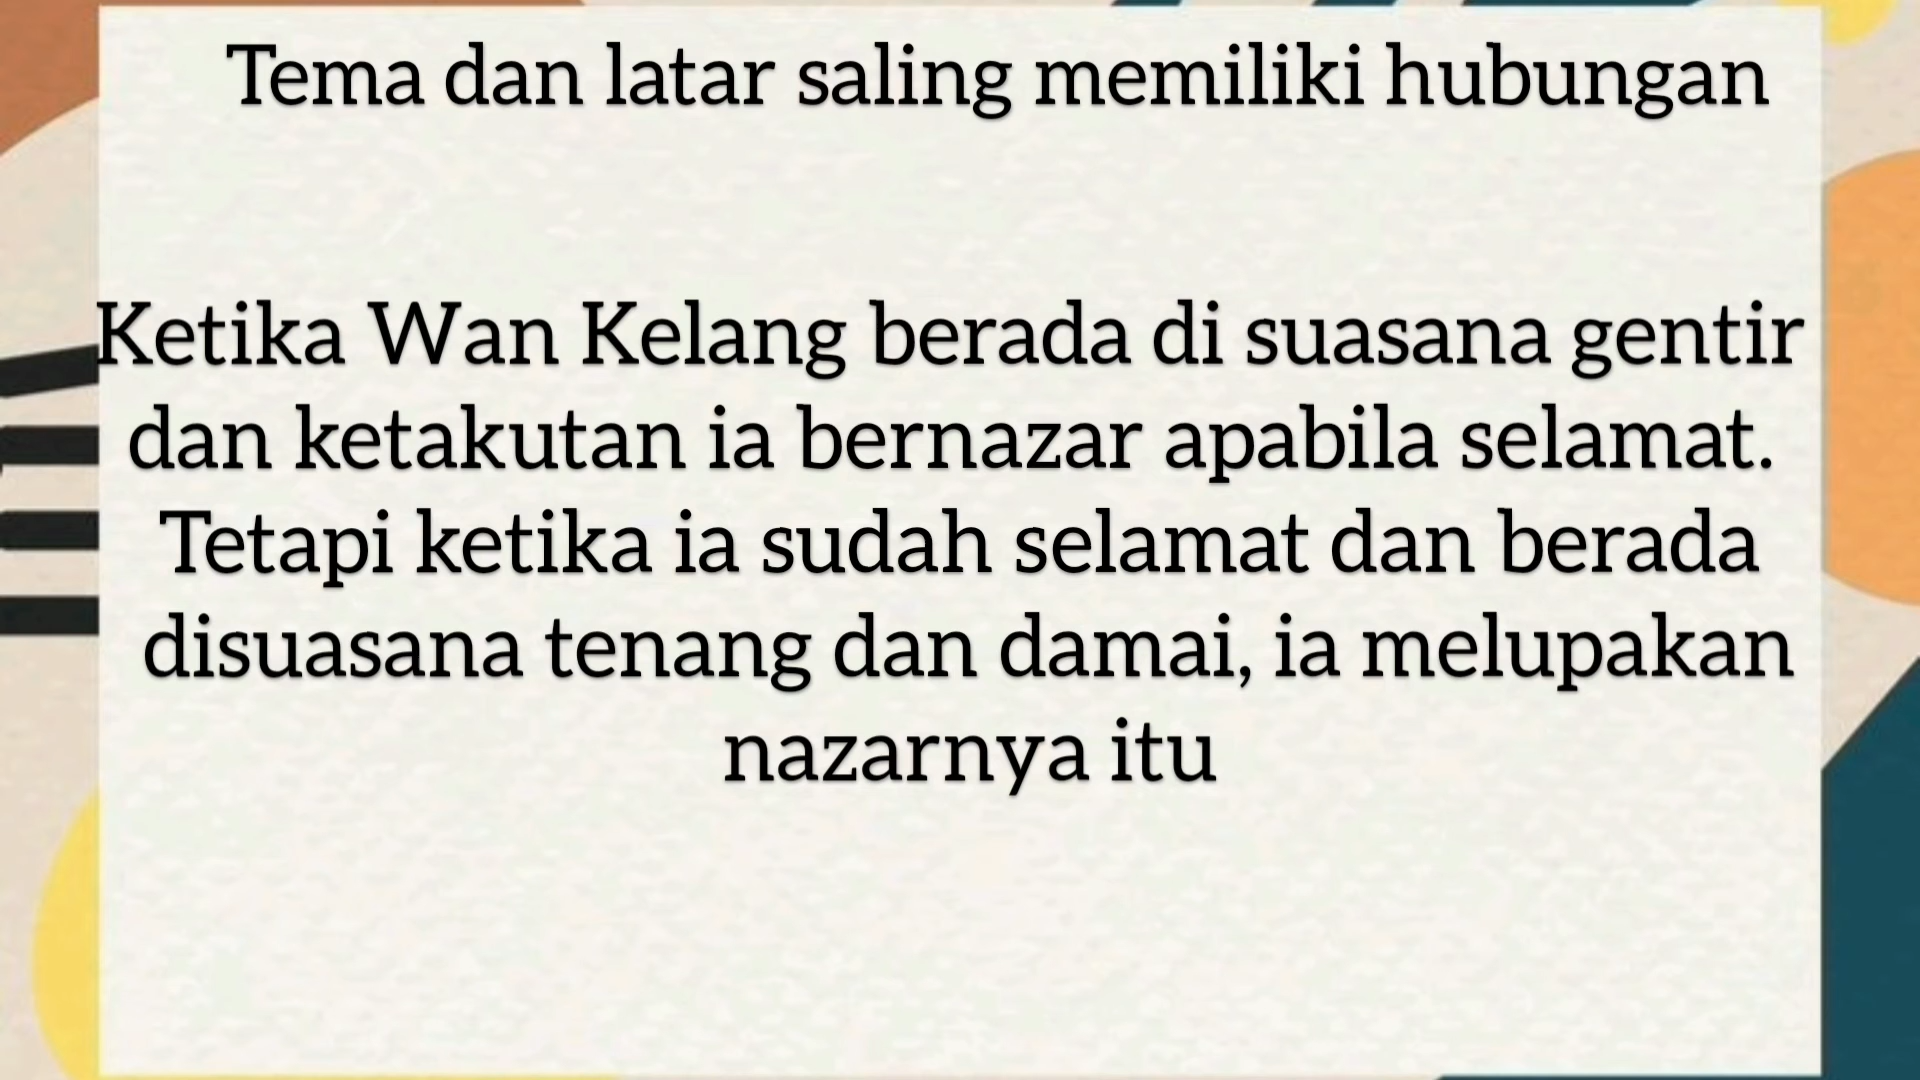 Tema dan latar saling memiliki hubungan
Ketika Wan Kelang berada di suasana gentir
dan ketakutan ia bernazar apabila selamat.
Tetapi ketika ia sudah selamat dan berada
disuasana tenang dan damai, ia melupakan
nazarnya itu